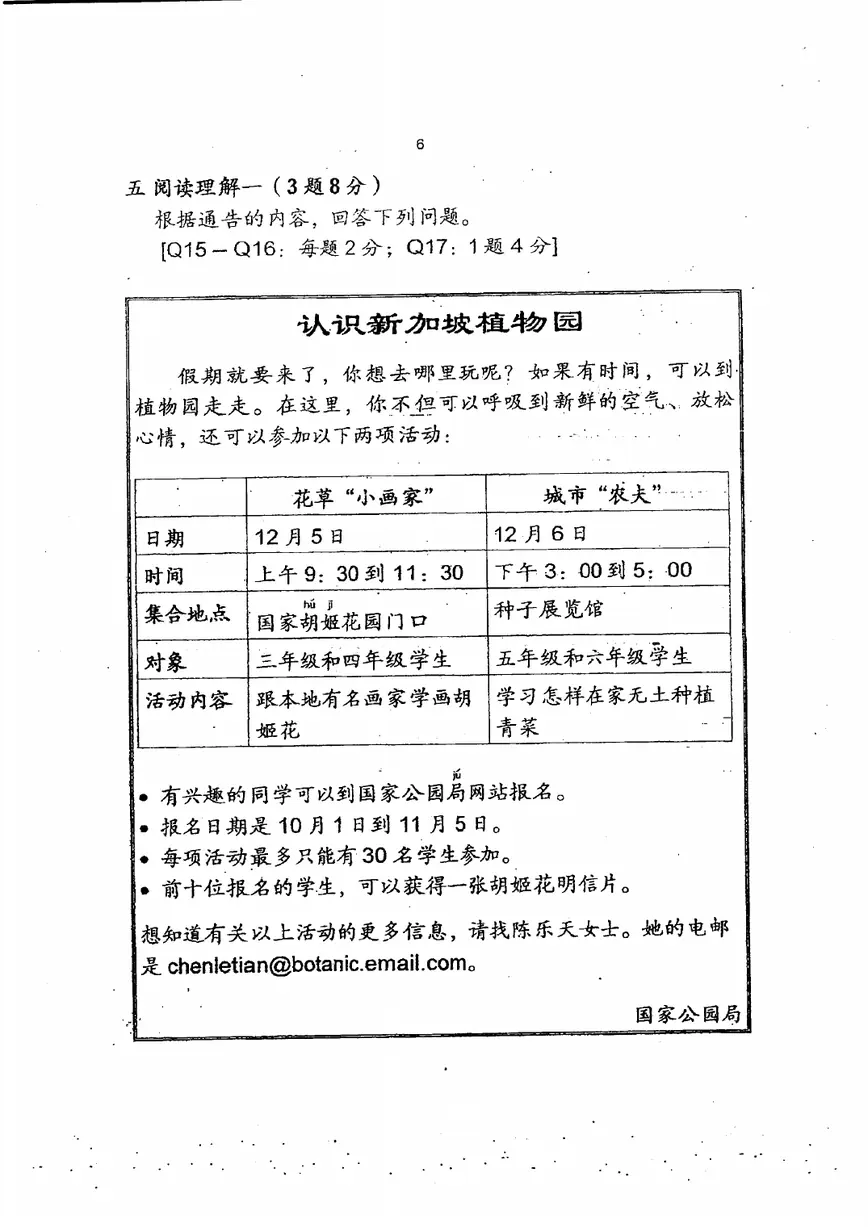 6
五 阅读理解一（3题8分）
根据通告的内容，回答下列问题。
[Q15 – Q16：每题2分；Q17：1题4分]
认识新加坡植物园
假期就要来了，你想去哪里玩呢？如果有时间，可以到
植物园走走。在这里，你不但可以呼吸到新鲜的空气、放松
心情，还可以参加以下两项活动：
花草“小画家” 城市“农夫”
日期 12月5日 12月6日
时间 上午9：30到11：30 下午3：00到5：00
hú jī
集合地点 国家胡姬花园门口 种子展览馆
对象 三年级和四年级学生 五年级和六年级学生
活动内容 跟本地有名画家学画胡 学习怎样在家无土种植
姬花 青菜
jú
• 有兴趣的同学可以到国家公园局网站报名。
• 报名日期是10月1日到11月5日。
• 每项活动最多只能有30名学生参加。
• 前十位报名的学生，可以获得一张胡姬花明信片。
想知道有关以上活动的更多信息，请找陈乐天女士。她的电邮
是 chenletian@botanic.email.com。
国家公园局